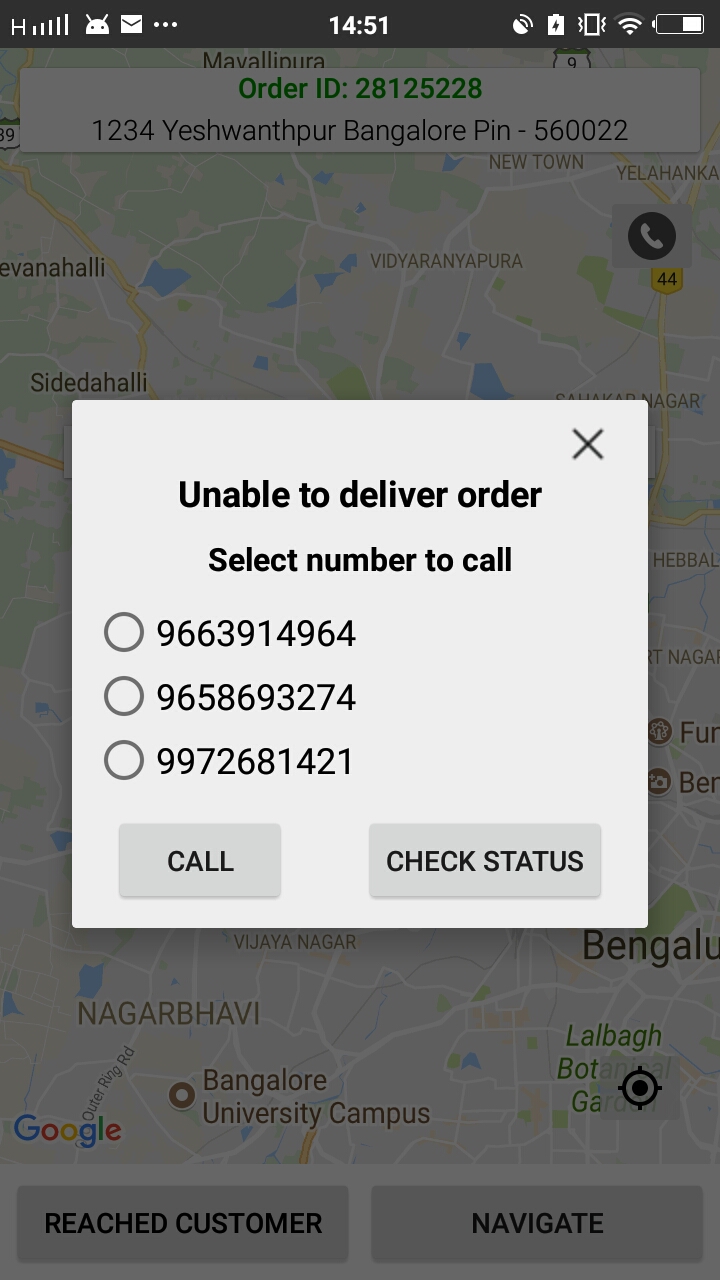 H
14:51
Mavallipura
9
Order ID: 28125228
39
1234 Yeshwanthpur Bangalore Pin - 560022
NEW TOWN
YELAHANKA
VIDYARANYAPURA
evanahalli
44
Sidedahalli
SAHAKAR NAGAR
Unable to deliver order
Select number to call
HEBBAL
9663914964
RT NAGAR
9658693274
Fun
9972681421
Ben
CALL
CHECK STATUS
VIJAYA NAGAR
Bengalu
NAGARBHAVI
Lalbagh
Botanical
Garden
Outer Ring Rd
Bangalore
University Campus
Google
REACHED CUSTOMER
NAVIGATE